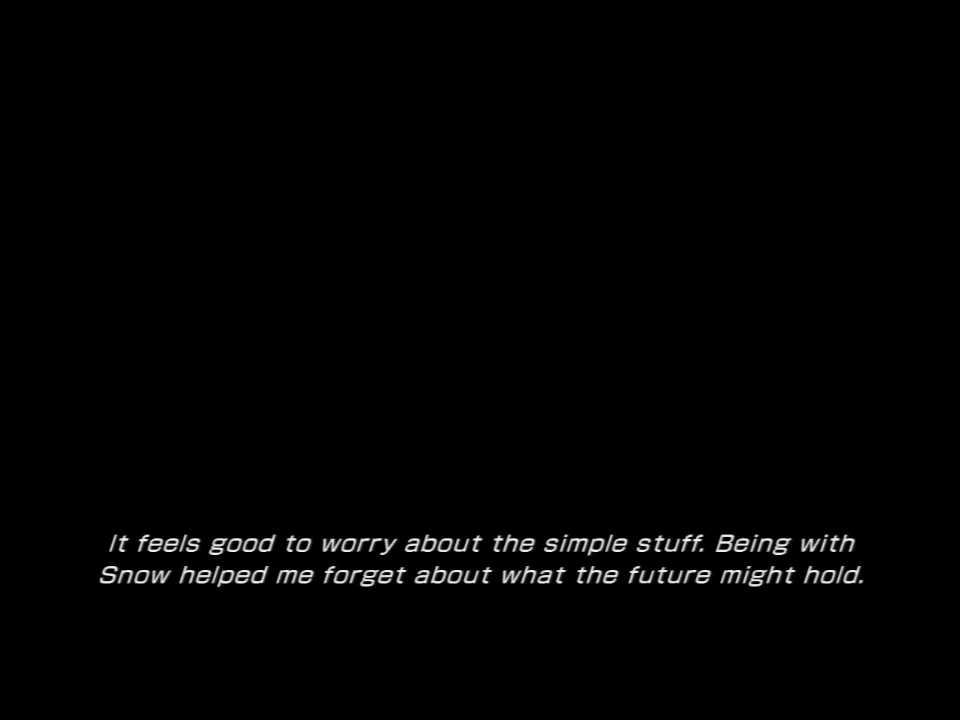 It feels good to worry about the simple stuff. Being with
Snow helped me forget about what the future might hold.